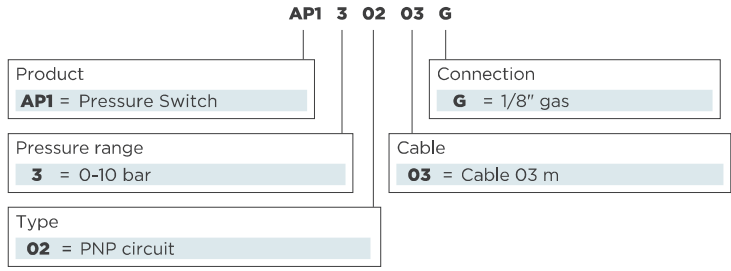 AP1 3 02 03 G
Product
AP1 = Pressure Switch
Connection
G = 1/8" gas
Pressure range
3 = 0-10 bar
Cable
03 = Cable 03 m
Type
02 = PNP circuit